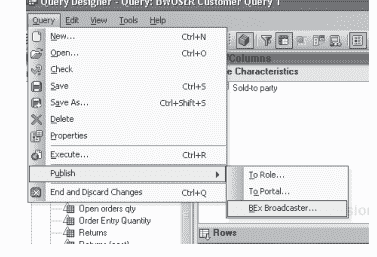 Query Designer - Query: BWUSER Customer Query 1
Query Edit View Tools Help
New... Ctrl+N
Open... Ctrl+O
Check
Columns
e Characteristics
Save Ctrl+S
Sold-to party
Save As... Ctrl+Shift+S
Delete
Properties
Execute... Ctrl+R
Publish
To Role...
End and Discard Changes Ctrl+Q
To Portal...
Open orders qty
BEx Broadcaster...
Order Entry Quantity
Returns
Rows